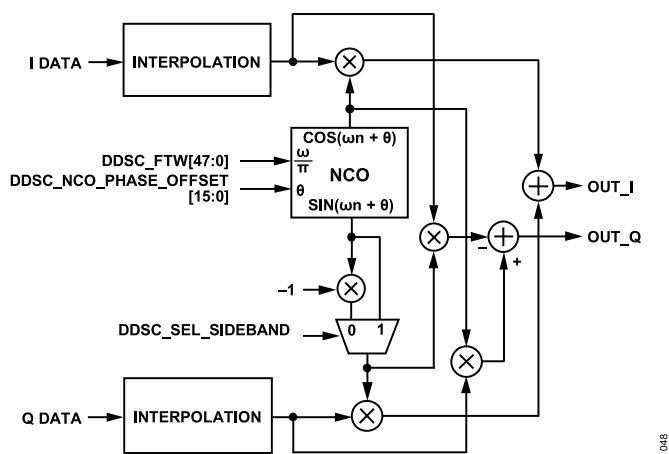 I DATA
INTERPOLATION
COS(ωn + θ)
DDSC_FTW[47:0]
ω
π
NCO
DDSC_NCO_PHASE_OFFSET
[15:0]
θ
SIN(ωn + θ)
OUT_I
–
+
OUT_Q
–1
DDSC_SEL_SIDEBAND
0 1
Q DATA
INTERPOLATION
048